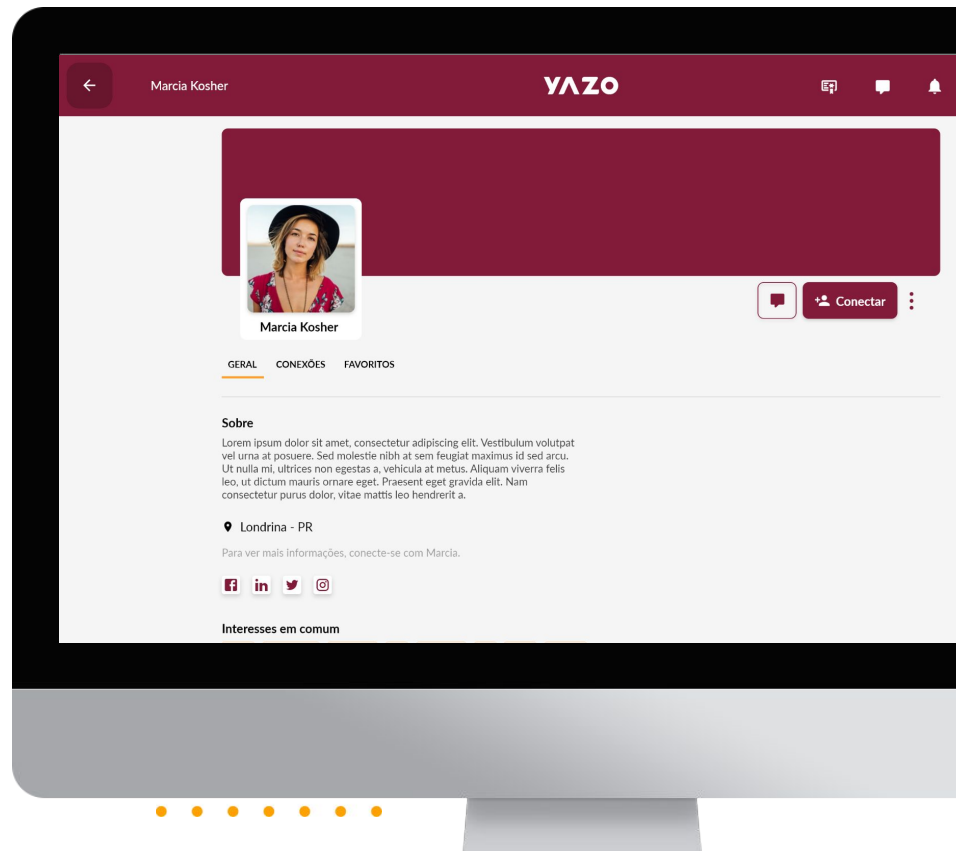 Marcia Kosher
YAZO
Conectar
Marcia Kosher
GERAL CONEXÕES FAVORITOS
Sobre
Lorem ipsum dolor sit amet, consectetur adipiscing elit. Vestibulum volutpat
vel urna at posuere. Sed molestie nibh at sem feugiat maximus id sed arcu.
Ut nulla mi, ultrices non egestas a, vehicula at metus. Aliquam viverra felis
leo, ut dictum mauris ornare eget. Praesent eget gravida elit. Nam
consectetur purus dolor, vitae mattis leo hendrerit a.
Londrina - PR
Para ver mais informações, conecte-se com Marcia.
Interesses em comum